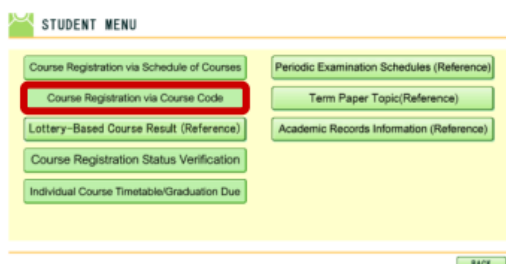 STUDENT MENU
Course Registration via Schedule of Courses
Course Registration via Course Code
Lottery-Based Course Result (Reference)
Course Registration Status Verification
Individual Course Timetable/Graduation Due
Periodic Examination Schedules (Reference)
Term Paper Topic(Reference)
Academic Records Information (Reference)
BACK